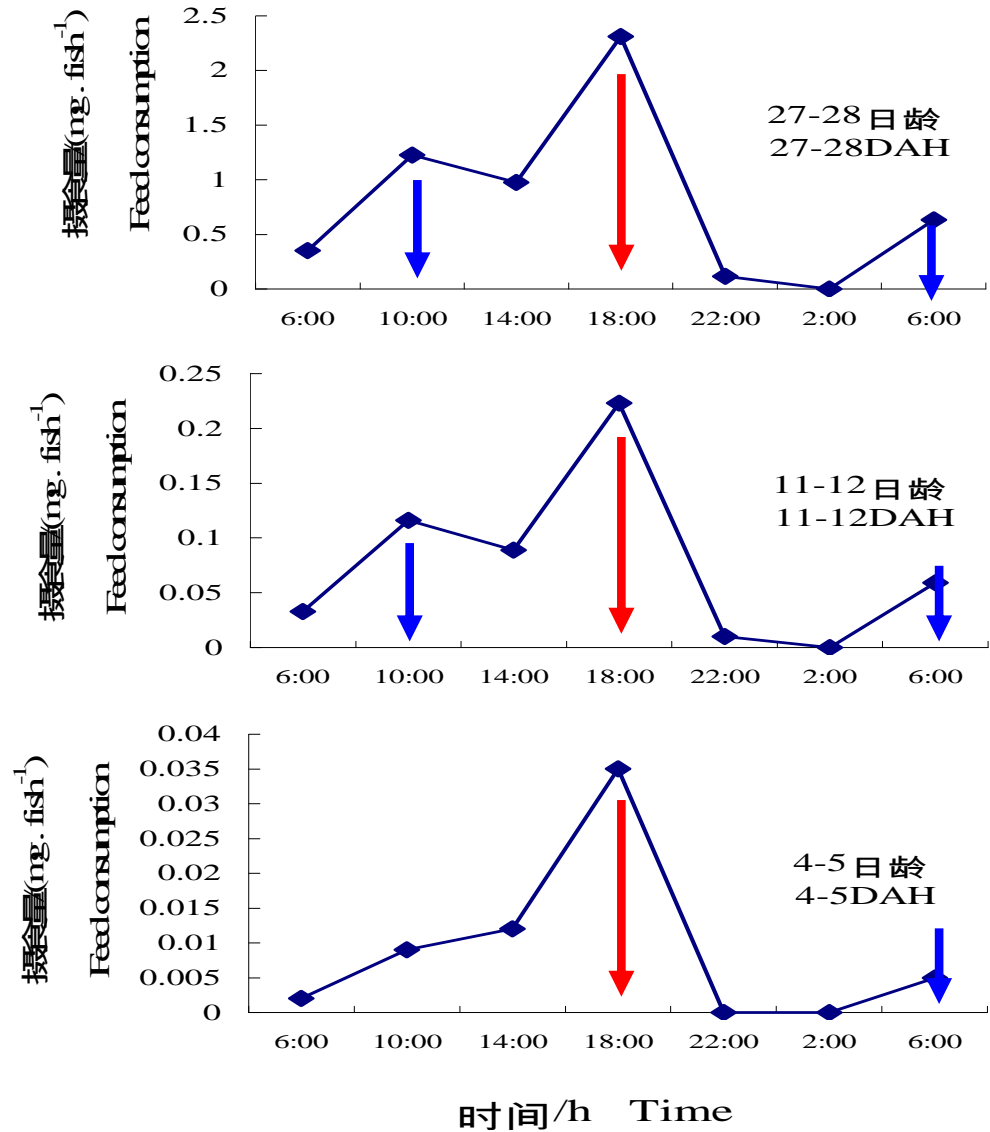 摄食量(mg. fish-1)
Feed consumption
2.5
2
1.5
1
0.5
0
27-28日龄
27-28DAH
6:00 10:00 14:00 18:00 22:00 2:00 6:00
摄食量(mg. fish-1)
Feed consumption
0.25
0.2
0.15
0.1
0.05
0
11-12日龄
11-12DAH
6:00 10:00 14:00 18:00 22:00 2:00 6:00
摄食量(mg. fish-1)
Feed consumption
0.04
0.035
0.03
0.025
0.02
0.015
0.01
0.005
0
4-5日龄
4-5DAH
6:00 10:00 14:00 18:00 22:00 2:00 6:00
时间/h Time